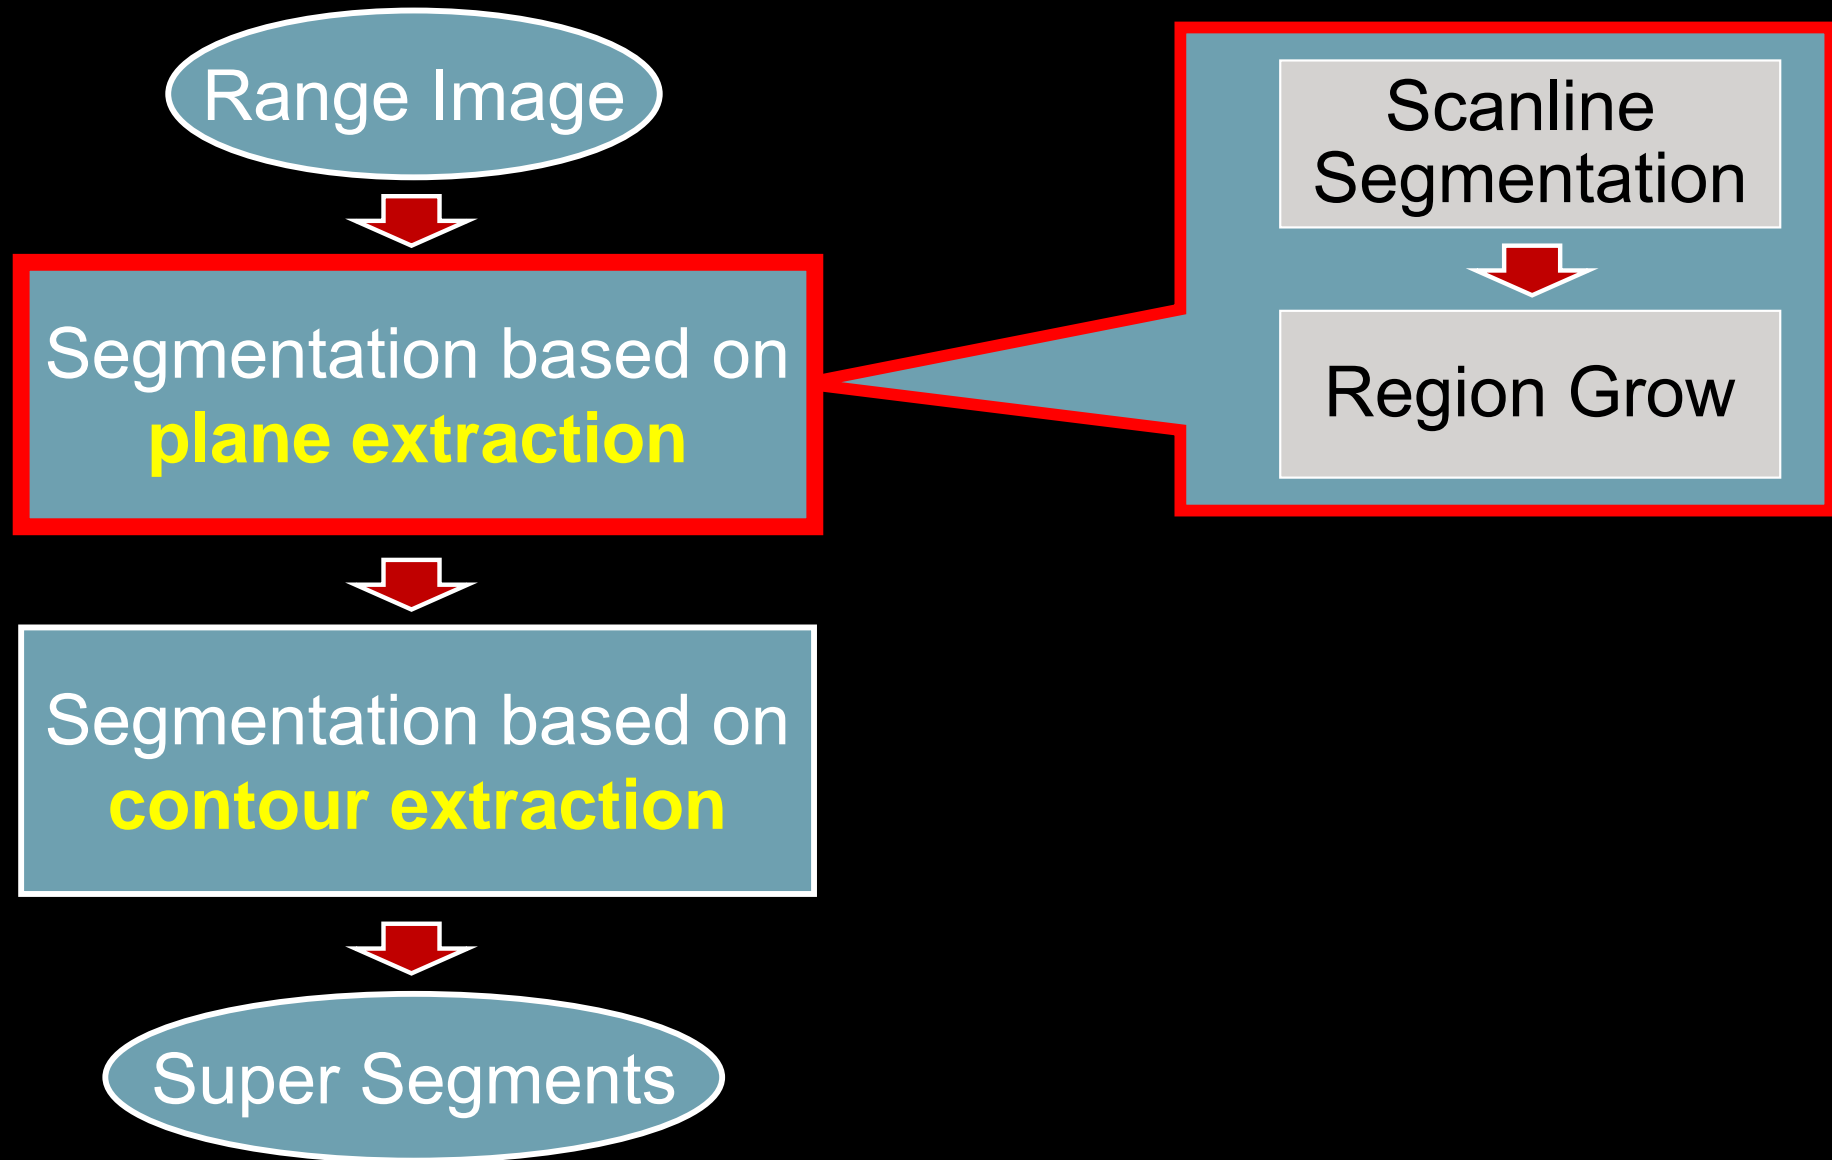 Range Image
Segmentation based on
plane extraction
Segmentation based on
contour extraction
Super Segments
Scanline
Segmentation
Region Grow